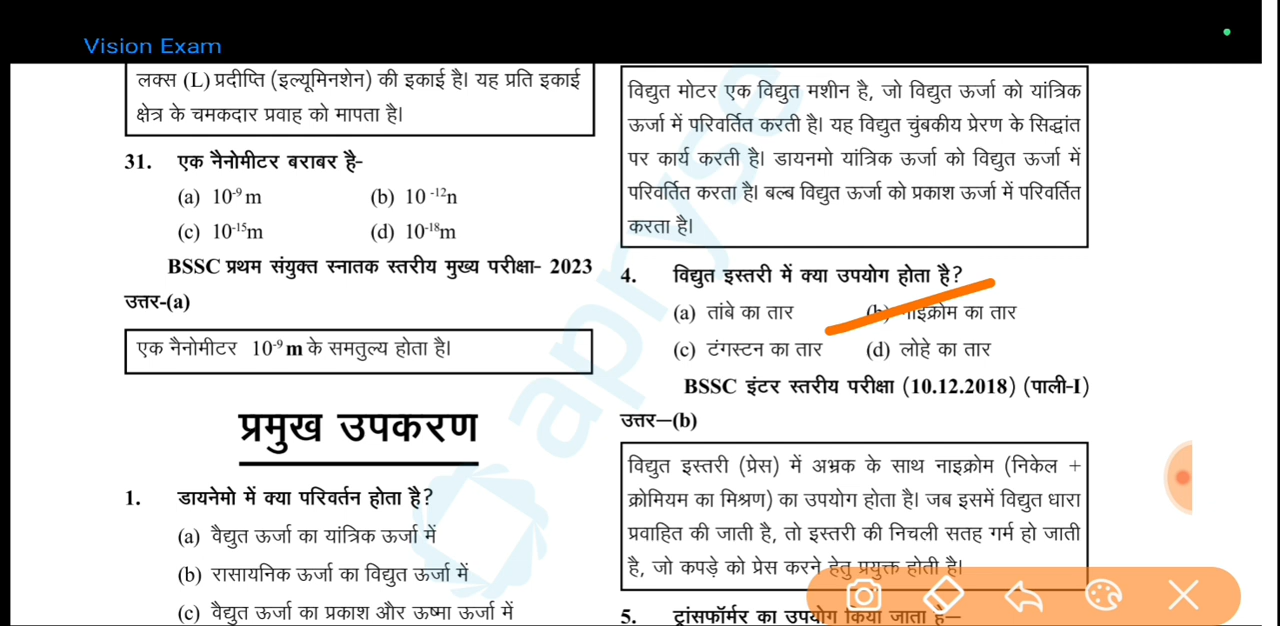 Vision Exam
लक्स (L) प्रदीप्ति (इल्यूमिनशेन) की इकाई है। यह प्रति इकाई
क्षेत्र के चमकदार प्रवाह को मापता है।
31. एक नैनोमीटर बराबर है-
(a) 10⁻⁹ m (b) 10 ⁻¹²n
(c) 10⁻¹⁵m (d) 10⁻¹⁸m
BSSC प्रथम संयुक्त स्नातक स्तरीय मुख्य परीक्षा- 2023
उत्तर-(a)
एक नैनोमीटर 10⁻⁹ m के समतुल्य होता है।
प्रमुख उपकरण
1. डायनेमो में क्या परिवर्तन होता है?
(a) वैद्युत ऊर्जा का यांत्रिक ऊर्जा में
(b) रासायनिक ऊर्जा का विद्युत ऊर्जा में
(c) वैद्युत ऊर्जा का प्रकाश और ऊष्मा ऊर्जा में
विद्युत मोटर एक विद्युत मशीन है, जो विद्युत ऊर्जा को यांत्रिक
ऊर्जा में परिवर्तित करती है। यह विद्युत चुंबकीय प्रेरण के सिद्धांत
पर कार्य करती है। डायनमो यांत्रिक ऊर्जा को विद्युत ऊर्जा में
परिवर्तित करता है। बल्ब विद्युत ऊर्जा को प्रकाश ऊर्जा में परिवर्तित
करता है।
4. विद्युत इस्तरी में क्या उपयोग होता है?
(a) तांबे का तार (b) नाइक्रोम का तार
(c) टंगस्टन का तार (d) लोहे का तार
BSSC इंटर स्तरीय परीक्षा (10.12.2018) (पाली-I)
उत्तर–(b)
विद्युत इस्तरी (प्रेस) में अभ्रक के साथ नाइक्रोम (निकेल +
क्रोमियम का मिश्रण) का उपयोग होता है। जब इसमें विद्युत धारा
प्रवाहित की जाती है, तो इस्तरी की निचली सतह गर्म हो जाती
है, जो कपड़े को प्रेस करने हेतु प्रयुक्त होती है।
5. ट्रांसफॉर्मर का उपयोग किया जाता है–
apryse